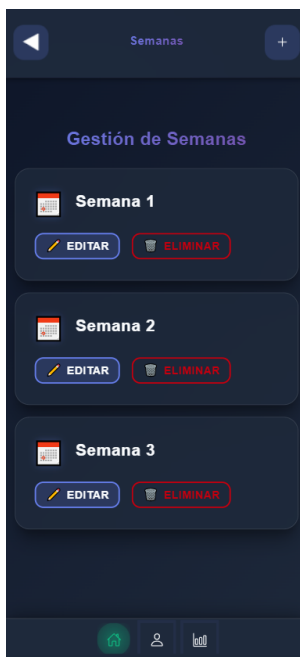 Semanas
+
Gestión de Semanas
Semana 1
EDITAR ELIMINAR
Semana 2
EDITAR ELIMINAR
Semana 3
EDITAR ELIMINAR